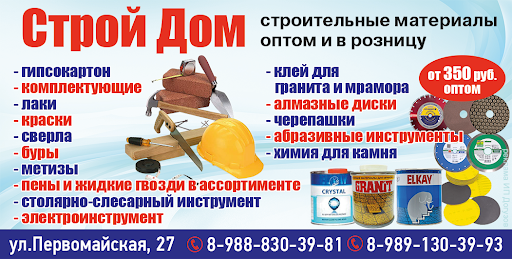 Строй Дом
строительные материалы
оптом и в розницу
- гипсокартон
- комплектующие
- лаки
- краски
- сверла
- буры
- метизы
- пены и жидкие гвозди в ассортименте
- столярно-слесарный инструмент
- электроинструмент
- клей для
гранита и мрамора
- алмазные диски
- черепашки
- абразивные инструменты
- химия для камня
от 350 руб.
оптом
CRYSTAL
GRANIT
ELKAY
ул.Первомайская, 27
8-988-830-39-81
8-989-130-39-93